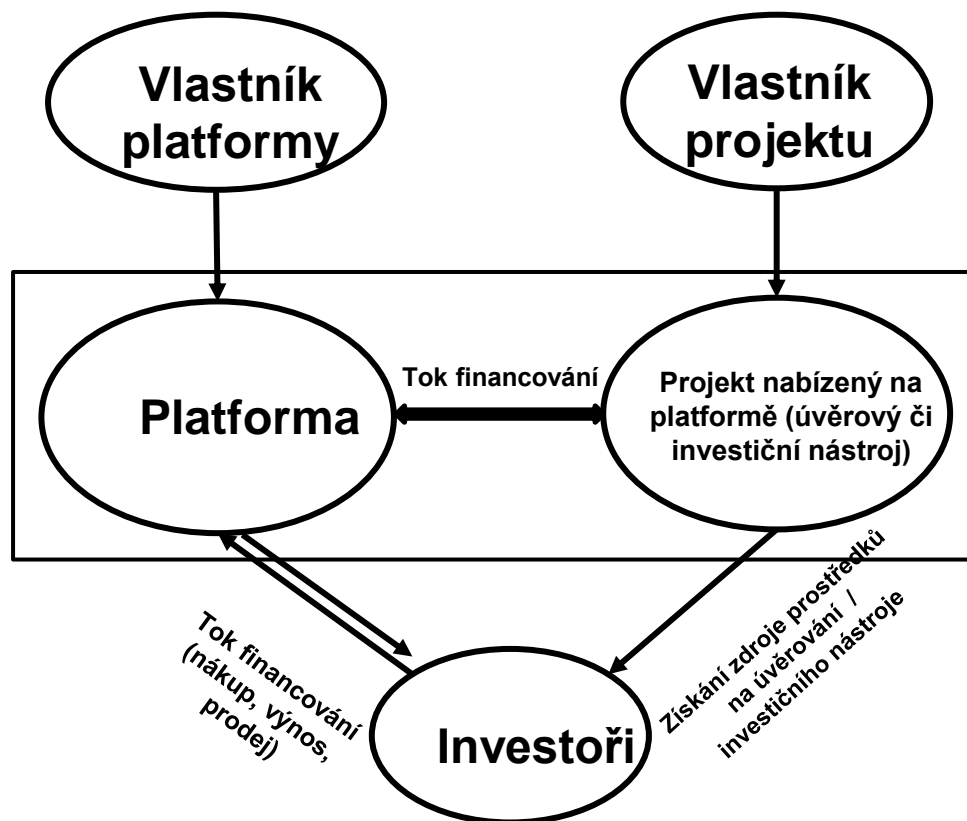 Vlastník
platformy
Vlastník
projektu
Tok financování
Platforma
Projekt nabízený na
platformě (úvěrový či
investiční nástroj)
Tok financování
(nákup, výnos,
prodej)
Získání zdroje prostředků
na úvěrování /
investičního nástroje
Investoři